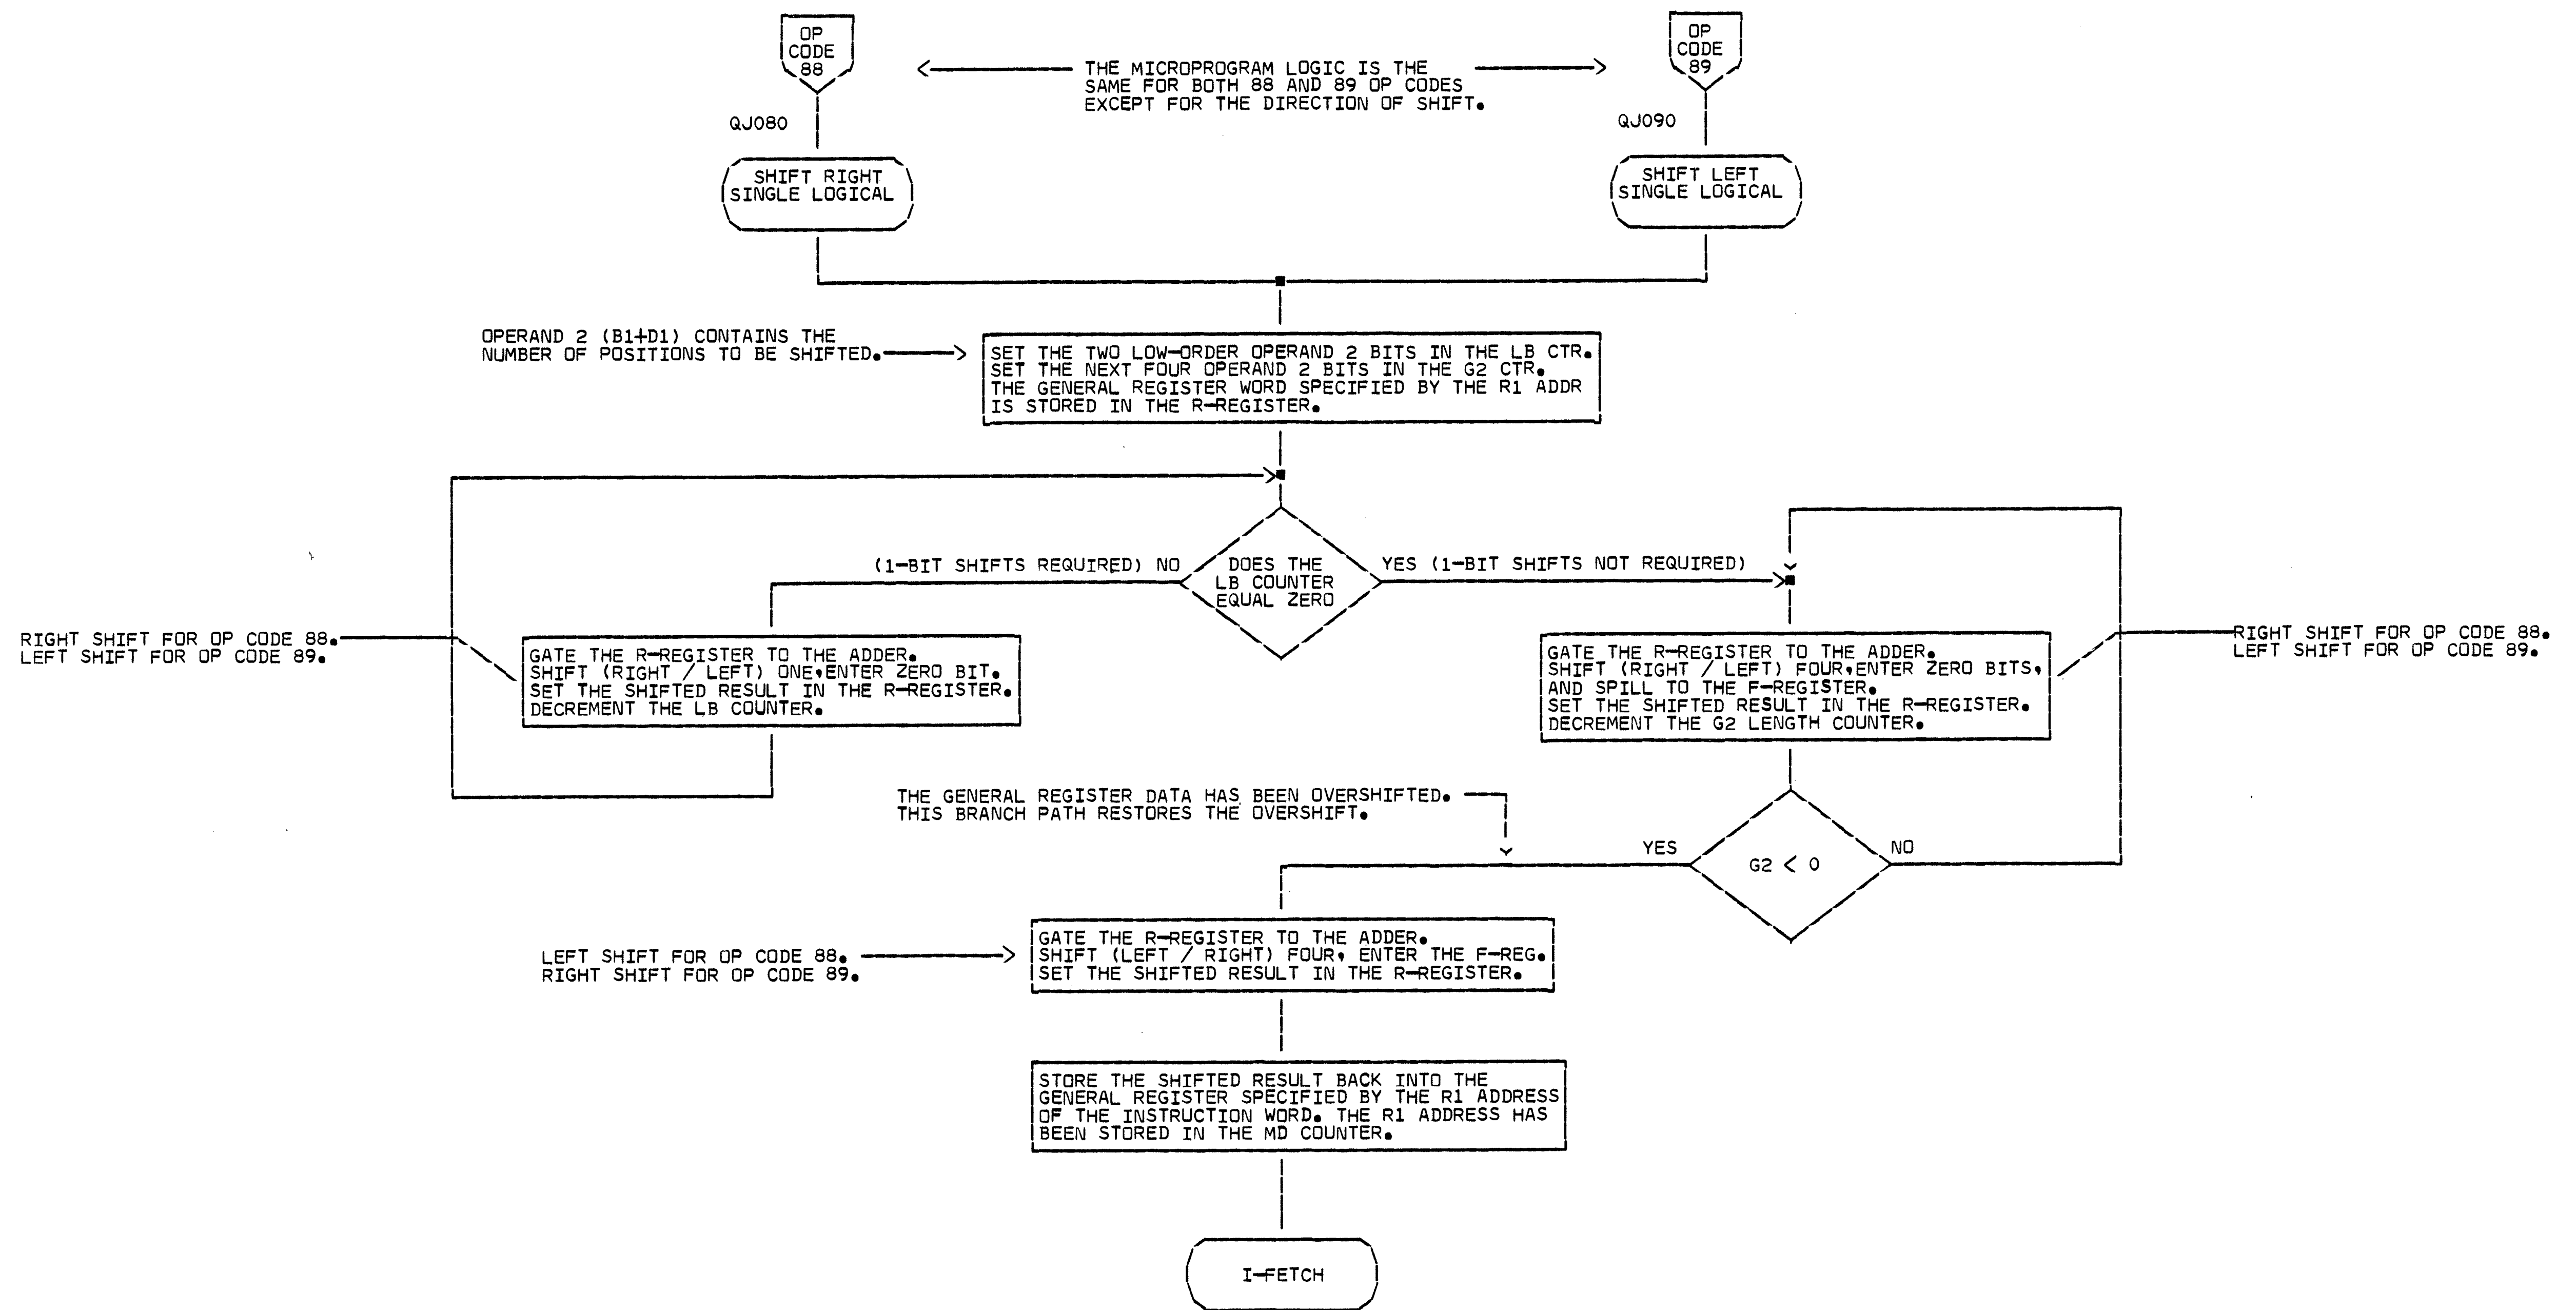 OP
CODE
88
OP
CODE
89
THE MICROPROGRAM LOGIC IS THE
SAME FOR BOTH 88 AND 89 OP CODES
EXCEPT FOR THE DIRECTION OF SHIFT.
QJ080
QJ090
SHIFT RIGHT
SINGLE LOGICAL
SHIFT LEFT
SINGLE LOGICAL
OPERAND 2 (B1+D1) CONTAINS THE
NUMBER OF POSITIONS TO BE SHIFTED.
SET THE TWO LOW-ORDER OPERAND 2 BITS IN THE LB CTR.
SET THE NEXT FOUR OPERAND 2 BITS IN THE G2 CTR.
THE GENERAL REGISTER WORD SPECIFIED BY THE R1 ADDR
IS STORED IN THE R-REGISTER.
(1-BIT SHIFTS REQUIRED) NO
DOES THE
LB COUNTER
EQUAL ZERO
YES (1-BIT SHIFTS NOT REQUIRED)
RIGHT SHIFT FOR OP CODE 88.
LEFT SHIFT FOR OP CODE 89.
GATE THE R-REGISTER TO THE ADDER.
SHIFT (RIGHT / LEFT) ONE,ENTER ZERO BIT.
SET THE SHIFTED RESULT IN THE R-REGISTER.
DECREMENT THE LB COUNTER.
GATE THE R-REGISTER TO THE ADDER.
SHIFT (RIGHT / LEFT) FOUR,ENTER ZERO BITS,
AND SPILL TO THE F-REGISTER.
SET THE SHIFTED RESULT IN THE R-REGISTER.
DECREMENT THE G2 LENGTH COUNTER.
RIGHT SHIFT FOR OP CODE 88.
LEFT SHIFT FOR OP CODE 89.
THE GENERAL REGISTER DATA HAS BEEN OVERSHIFTED.
THIS BRANCH PATH RESTORES THE OVERSHIFT.
YES
G2 < 0
NO
LEFT SHIFT FOR OP CODE 88.
RIGHT SHIFT FOR OP CODE 89.
GATE THE R-REGISTER TO THE ADDER.
SHIFT (LEFT / RIGHT) FOUR, ENTER THE F-REG.
SET THE SHIFTED RESULT IN THE R-REGISTER.
STORE THE SHIFTED RESULT BACK INTO THE
GENERAL REGISTER SPECIFIED BY THE R1 ADDRESS
OF THE INSTRUCTION WORD. THE R1 ADDRESS HAS
BEEN STORED IN THE MD COUNTER.
I-FETCH